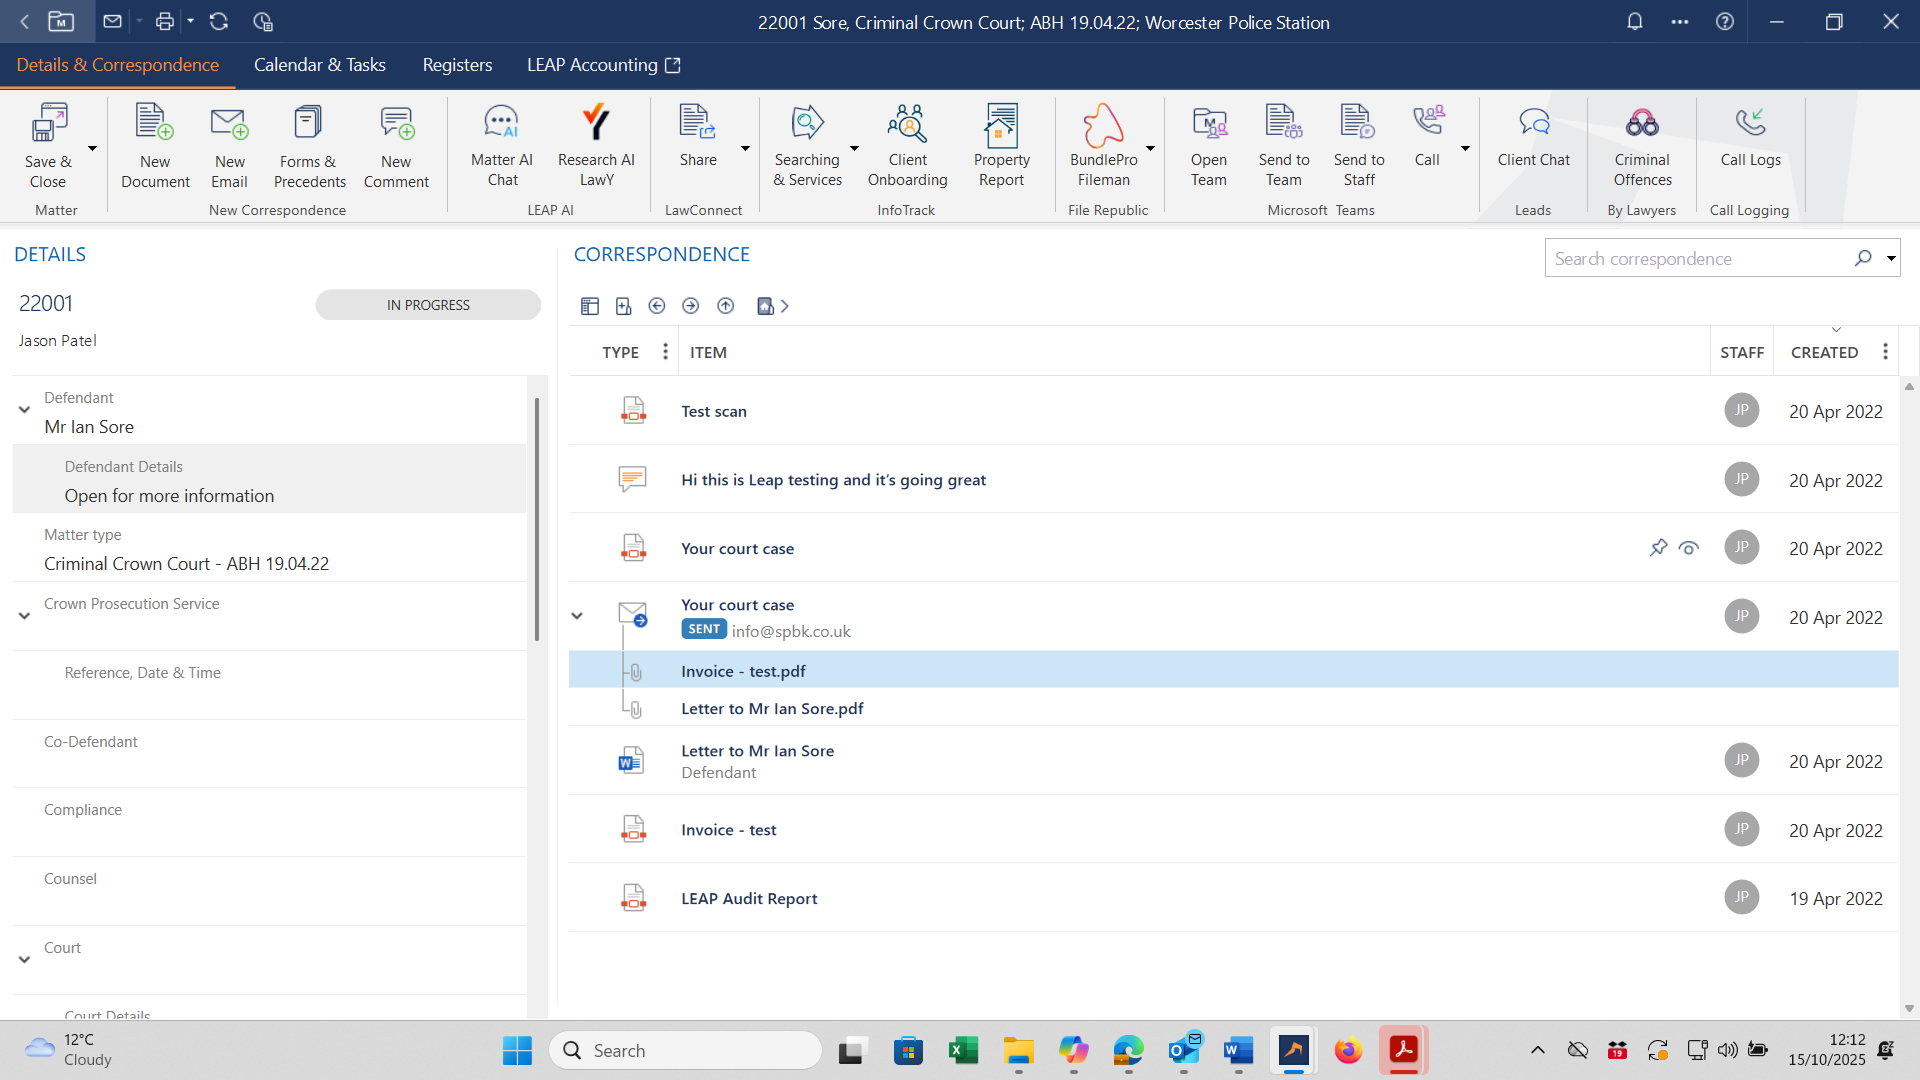 22001 Sore, Criminal Crown Court; ABH 19.04.22; Worcester Police Station
Details & Correspondence
Calendar & Tasks
Registers
LEAP Accounting
Save & Close
New Document
New Email
Forms & Precedents
New Comment
Matter AI Chat
Research AI LawY
Share
Searching & Services
Client Onboarding
Property Report
BundlePro Fileman
Open Team
Send to Team
Send to Staff
Call
Client Chat
Criminal Offences
Call Logs
Matter
New Correspondence
LEAP AI
LawConnect
InfoTrack
File Republic
Microsoft Teams
Leads
By Lawyers
Call Logging
DETAILS
22001
IN PROGRESS
Jason Patel
Defendant
Mr Ian Sore
Defendant Details
Open for more information
Matter type
Criminal Crown Court - ABH 19.04.22
Crown Prosecution Service
Reference, Date & Time
Co-Defendant
Compliance
Counsel
Court
Court Details
CORRESPONDENCE
Search correspondence
TYPE
ITEM
STAFF
CREATED
Test scan
JP
20 Apr 2022
Hi this is Leap testing and it's going great
JP
20 Apr 2022
Your court case
JP
20 Apr 2022
Your court case
SENT info@spbk.co.uk
JP
20 Apr 2022
Invoice - test.pdf
Letter to Mr Ian Sore.pdf
Letter to Mr Ian Sore
Defendant
JP
20 Apr 2022
Invoice - test
JP
20 Apr 2022
LEAP Audit Report
JP
19 Apr 2022
12°C
Cloudy
Search
19
12:12
15/10/2025